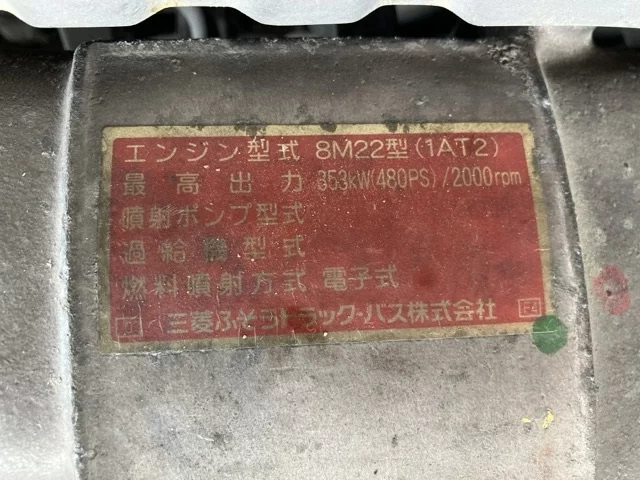 エンジン型式 8M22型(1AT2)
最高出力 353kW(480PS)/2000rpm
噴射ポンプ型式
過給機型式
燃料噴射方式 電子式
三菱ふそうトラック・バス株式会社